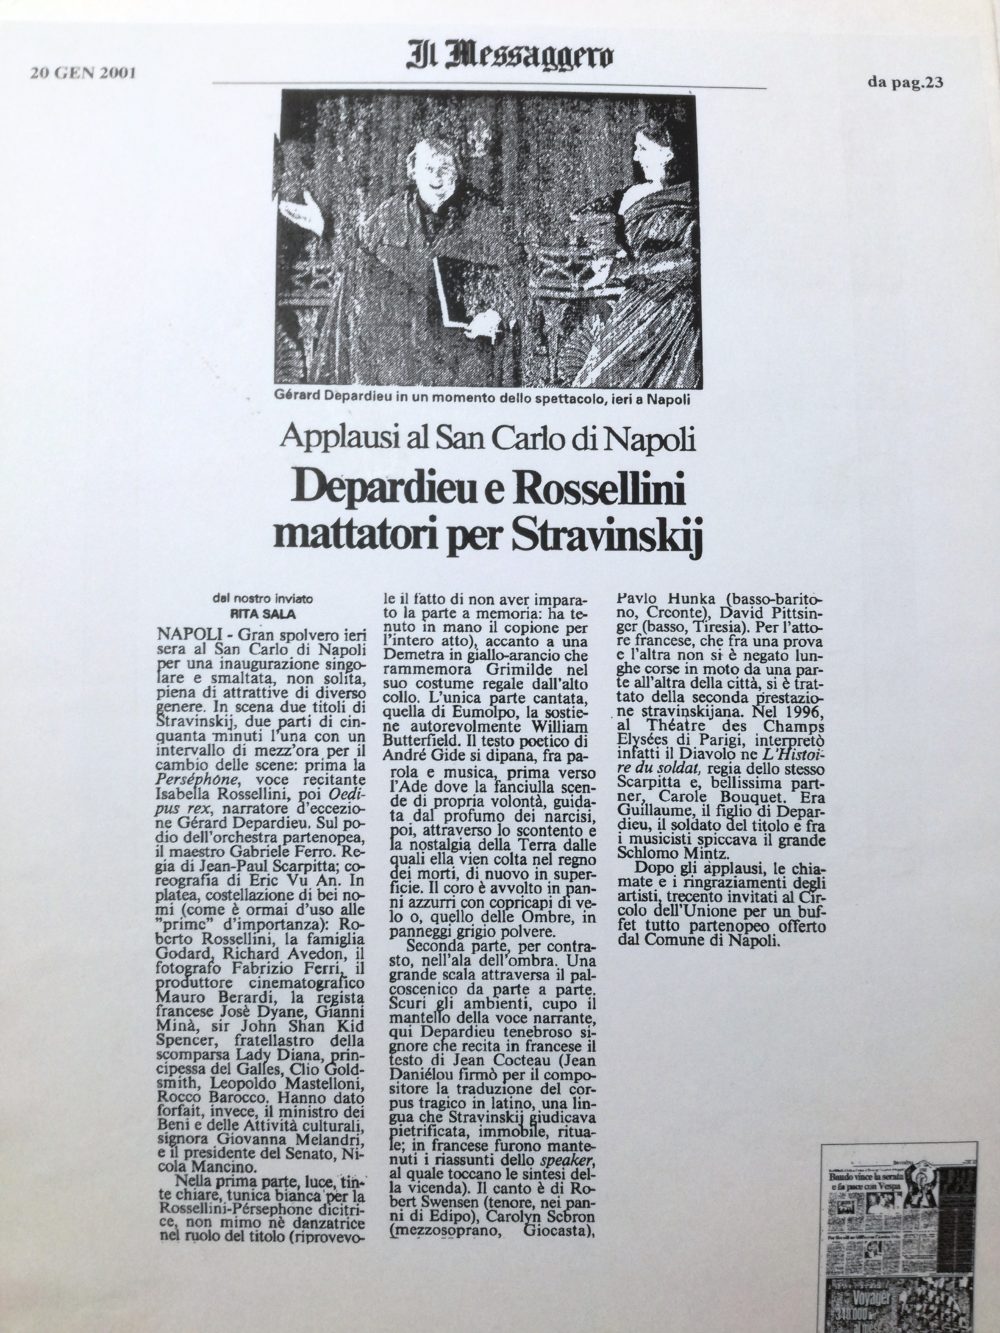 20 GEN 2001
Il Messaggero
da pag.23
Gérard Depardieu in un momento dello spettacolo, ieri a Napoli
Applausi al San Carlo di Napoli
Depardieu e Rossellini
mattatori per Stravinskij
dal nostro inviato
RITA SALA
NAPOLI - Gran spolvero ieri
sera al San Carlo di Napoli
per una inaugurazione singo-
lare e smaltata, non solita,
piena di attrattive di diverso
genere. In scena due titoli di
Stravinskij, due parti di cin-
quanta minuti l'una con un
intervallo di mezz'ora per il
cambio delle scene: prima la
Perséphòne, voce recitante
Isabella Rossellini, poi Oedi-
pus rex, narratore d'eccezio-
ne Gérard Depardieu. Sul po-
dio dell'orchestra partenopea,
il maestro Gabriele Ferro. Re-
gia di Jean-Paul Scarpitta; co-
reografia di Eric Vu An. In
platea, costellazione di bei no-
mi (come è ormai d'uso alle
"prime" d'importanza): Ro-
berto Rossellini, la famiglia
Godard, Richard Avedon, il
fotografo Fabrizio Ferri, il
produttore cinematografico
Mauro Berardi, la regista
francese Josè Dyane, Gianni
Minà, sir John Shan Kid
Spencer, fratellastro della
scomparsa Lady Diana, prin-
cipessa del Galles, Clio Gold-
smith, Leopoldo Mastelloni,
Rocco Barocco. Hanno dato
forfait, invece, il ministro dei
Beni e delle Attività culturali,
signora Giovanna Melandri,
e il presidente del Senato, Ni-
cola Mancino.
Nella prima parte, luce, tin-
te chiare, tunica bianca per la
Rossellini-Pérsephone dicitri-
ce, non mimo nè danzatrice
nel ruolo del titolo (riprovevo-
le il fatto di non aver impara-
to la parte a memoria: ha te-
nuto in mano il copione per
l'intero atto), accanto a una
Demetra in giallo-arancio che
rammemora Grimilde nel
suo costume regale dall'alto
collo. L'unica parte cantata,
quella di Eumolpo, la sostie-
ne autorevolmente William
Butterfield. Il testo poetico di
André Gide si dipana, fra pa-
rola e musica, prima verso
l'Ade dove la fanciulla scen-
de di propria volontà, guida-
ta dal profumo dei narcisi,
poi, attraverso lo scontento e
la nostalgia della Terra dalle
quali ella vien colta nel regno
dei morti, di nuovo in super-
ficie. Il coro è avvolto in pan-
ni azzurri con copricapi di ve-
lo o, quello delle Ombre, in
panneggi grigio polvere.
Seconda parte, per contra-
sto, nell'ala dell'ombra. Una
grande scala attraversa il pal-
coscenico da parte a parte.
Scuri gli ambienti, cupo il
mantello della voce narrante,
qui Depardieu tenebroso si-
gnore che recita in francese il
testo di Jean Cocteau (Jean
Daniélou firmò per il compo-
sitore la traduzione del cor-
pus tragico in latino, una lin-
gua che Stravinskij giudicava
pietrificata, immobile, ritua-
le; in francese furono mante-
nuti i riassunti dello speaker,
al quale toccano le sintesi del-
la vicenda). Il canto è di Ro-
bert Swensen (tenore, nei pan-
ni di Edipo), Carolyn Sebron
(mezzosoprano, Giocasta),
Pavlo Hunka (basso-barito-
no, Creonte), David Pittsin-
ger (basso, Tiresia). Per l'atto-
re francese, che fra una prova
e l'altra non si è negato lun-
ghe corse in moto da una par-
te all'altra della città, si è trat-
tato della seconda prestazio-
ne stravinskijana. Nel 1996,
al Théatre des Champs
Elysées di Parigi, interpretò
infatti il Diavolo ne L'Histoi-
re du soldat, regia dello stesso
Scarpitta e, bellissima part-
ner, Carole Bouquet. Era
Guillaume, il figlio di Depar-
dieu, il soldato del titolo e fra
i musicisti spiccava il grande
Schlomo Mintz.
Dopo gli applausi, le chia-
mate e i ringraziamenti degli
artisti, trecento invitati al Cir-
colo dell'Unione per un buf-
fet tutto partenopeo offerto
dal Comune di Napoli.
Baudo vince la serata
e fa pace con Vespa
Voyager